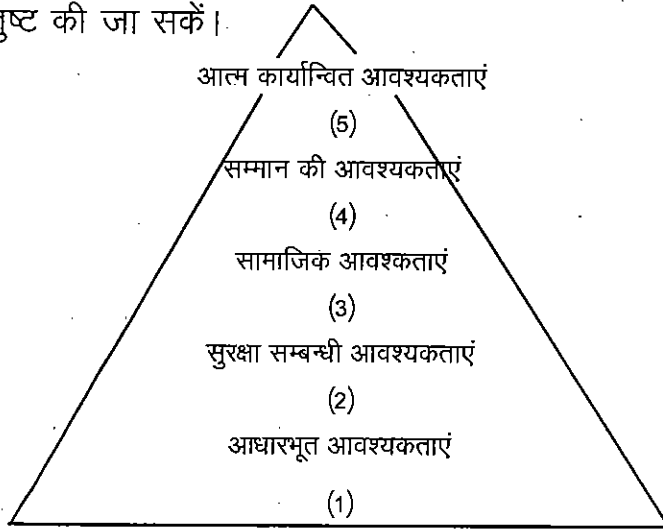 की जा सकें।
आत्म कार्यान्वित आवश्यकताएं
(5)
सम्मान की आवश्यकताएं
(4)
सामाजिक आवश्कताएं
(3)
सुरक्षा सम्बन्धी आवश्यकताएं
(2)
आधारभूत आवश्यकताएं
(1)